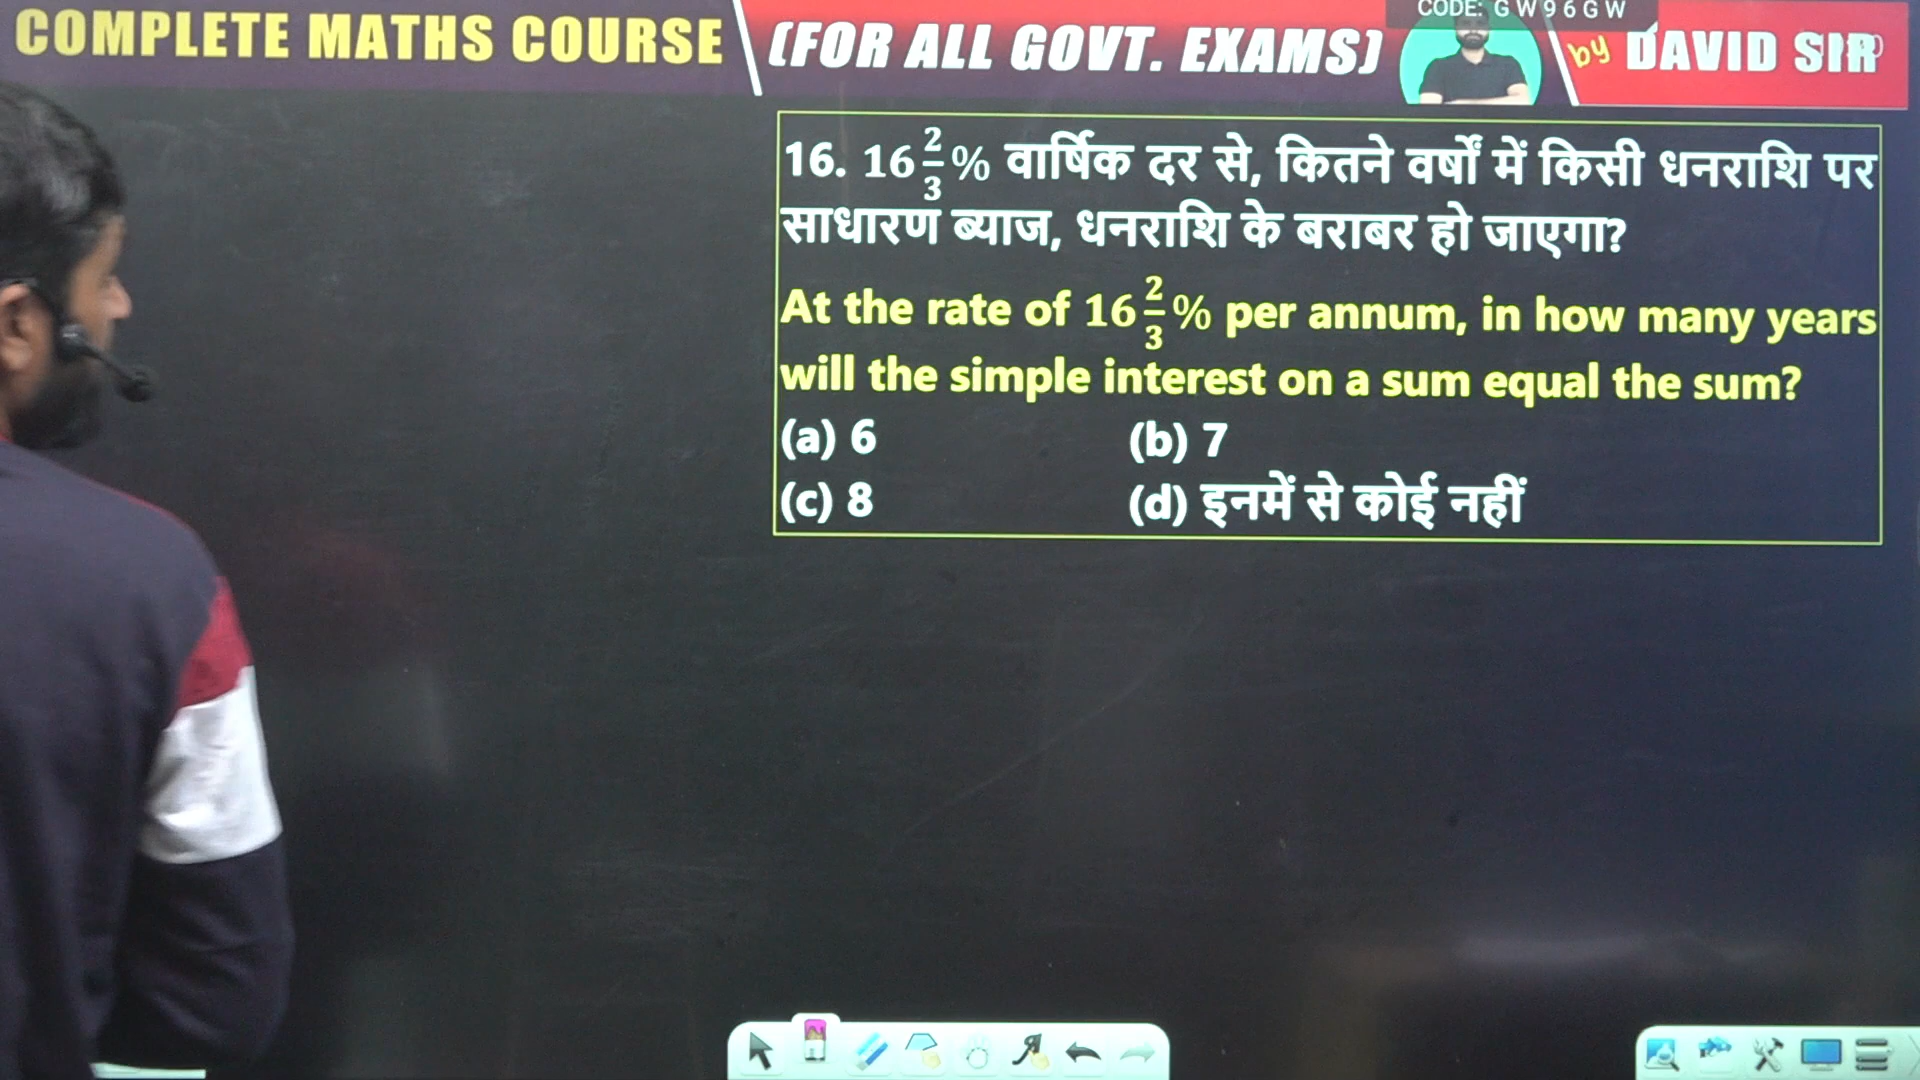 CODE: GW96GW
COMPLETE MATHS COURSE (FOR ALL GOVT. EXAMS) by DAVID SIR
16. 16 2/3 % वार्षिक दर से, कितने वर्षों में किसी धनराशि पर
साधारण ब्याज, धनराशि के बराबर हो जाएगा?
At the rate of 16 2/3 % per annum, in how many years
will the simple interest on a sum equal the sum?
(a) 6 (b) 7
(c) 8 (d) इनमें से कोई नहीं